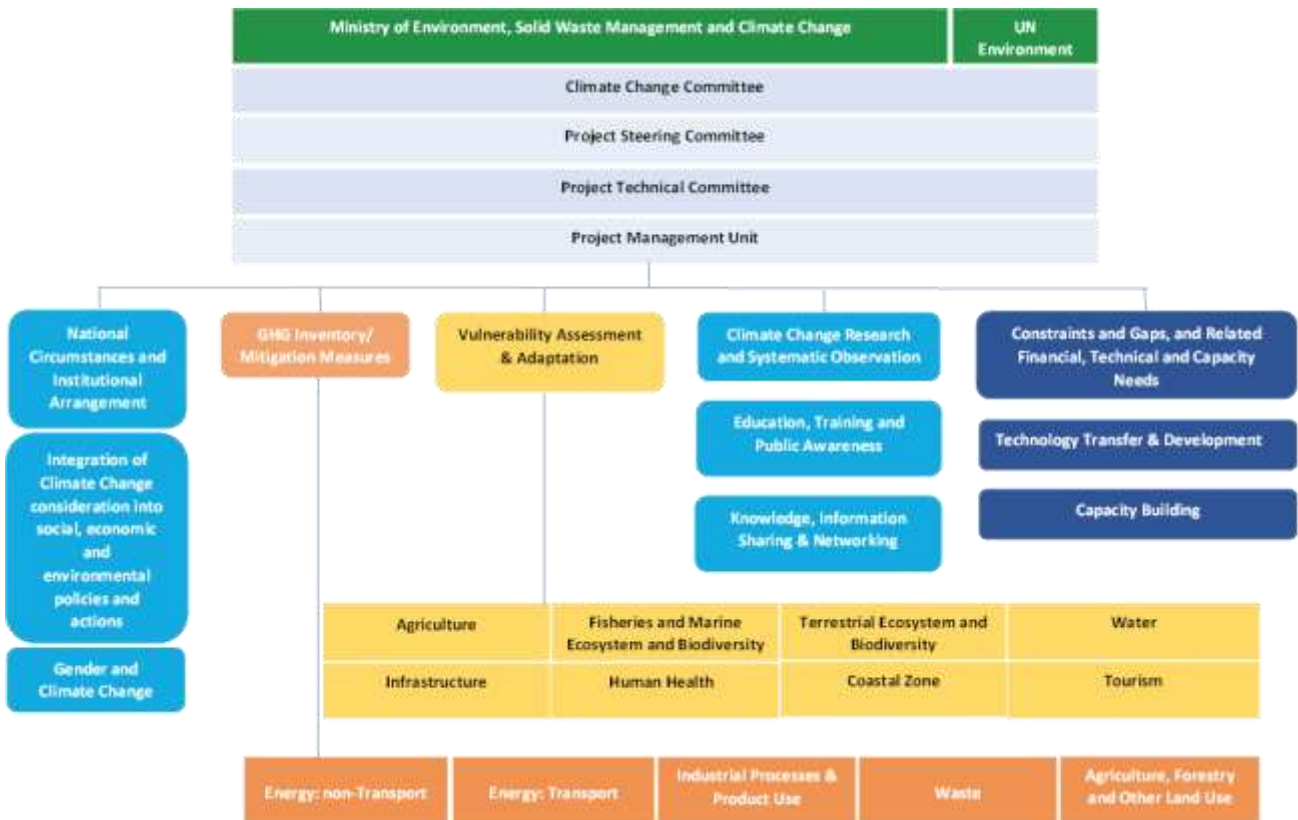 Ministry of Environment, Solid Waste Management and Climate Change
UN
Environment
Climate Change Committee
Project Steering Committee
Project Technical Committee
Project Management Unit
National
Circumstances and
Institutional
Arrangement
Integration of
Climate Change
consideration into
social, economic
and
environmental
policies and
actions
Gender and
Climate Change
GHG Inventory/
Mitigation Measures
Vulnerability Assessment
& Adaptation
Climate Change Research
and Systematic Observation
Education, Training and
Public Awareness
Knowledge, Information
Sharing & Networking
Constraints and Gaps, and Related
Financial, Technical and Capacity
Needs
Technology Transfer & Development
Capacity Building
Agriculture
Fisheries and Marine
Ecosystem and Biodiversity
Terrestrial Ecosystem and
Biodiversity
Water
Infrastructure
Human Health
Coastal Zone
Tourism
Energy: non-Transport
Energy: Transport
Industrial Processes &
Product Use
Waste
Agriculture, Forestry
and Other Land Use